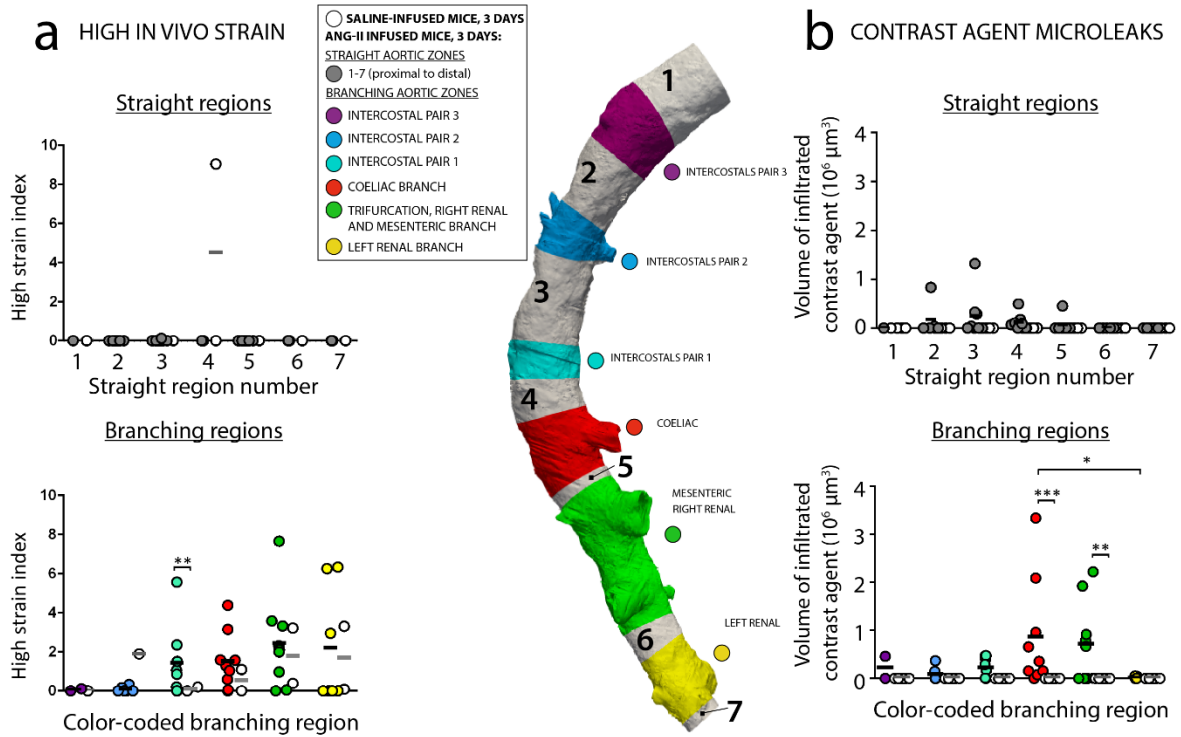 a HIGH IN VIVO STRAIN
SALINE-INFUSED MICE, 3 DAYS
ANG-II INFUSED MICE, 3 DAYS:
STRAIGHT AORTIC ZONES
1-7 (proximal to distal)
BRANCHING AORTIC ZONES
INTERCOSTAL PAIR 3
INTERCOSTAL PAIR 2
INTERCOSTAL PAIR 1
COELIAC BRANCH
TRIFURCATION, RIGHT RENAL
AND MESENTERIC BRANCH
LEFT RENAL BRANCH
Straight regions
High strain index
10
8
6
4
2
0
1 2 3 4 5 6 7
Straight region number
Branching regions
High strain index
10
8
6
4
2
0
**
Color-coded branching region
1
INTERCOSTALS PAIR 3
2
INTERCOSTALS PAIR 2
3
INTERCOSTALS PAIR 1
4
COELIAC
5
MESENTERIC
RIGHT RENAL
6
LEFT RENAL
7
b CONTRAST AGENT MICROLEAKS
Straight regions
Volume of infiltrated
contrast agent (10⁶ µm³)
4
3
2
1
0
1 2 3 4 5 6 7
Straight region number
Branching regions
Volume of infiltrated
contrast agent (10⁶ µm³)
4
3
2
1
0
*
***
**
Color-coded branching region